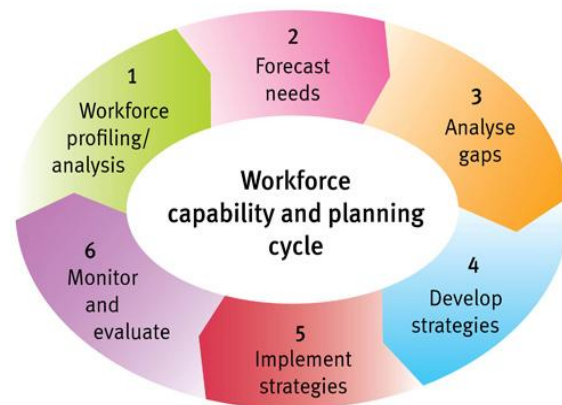 1
Workforce
profiling/
analysis
2
Forecast
needs
3
Analyse
gaps
4
Develop
strategies
5
Implement
strategies
6
Monitor
and
evaluate
Workforce
capability and planning
cycle